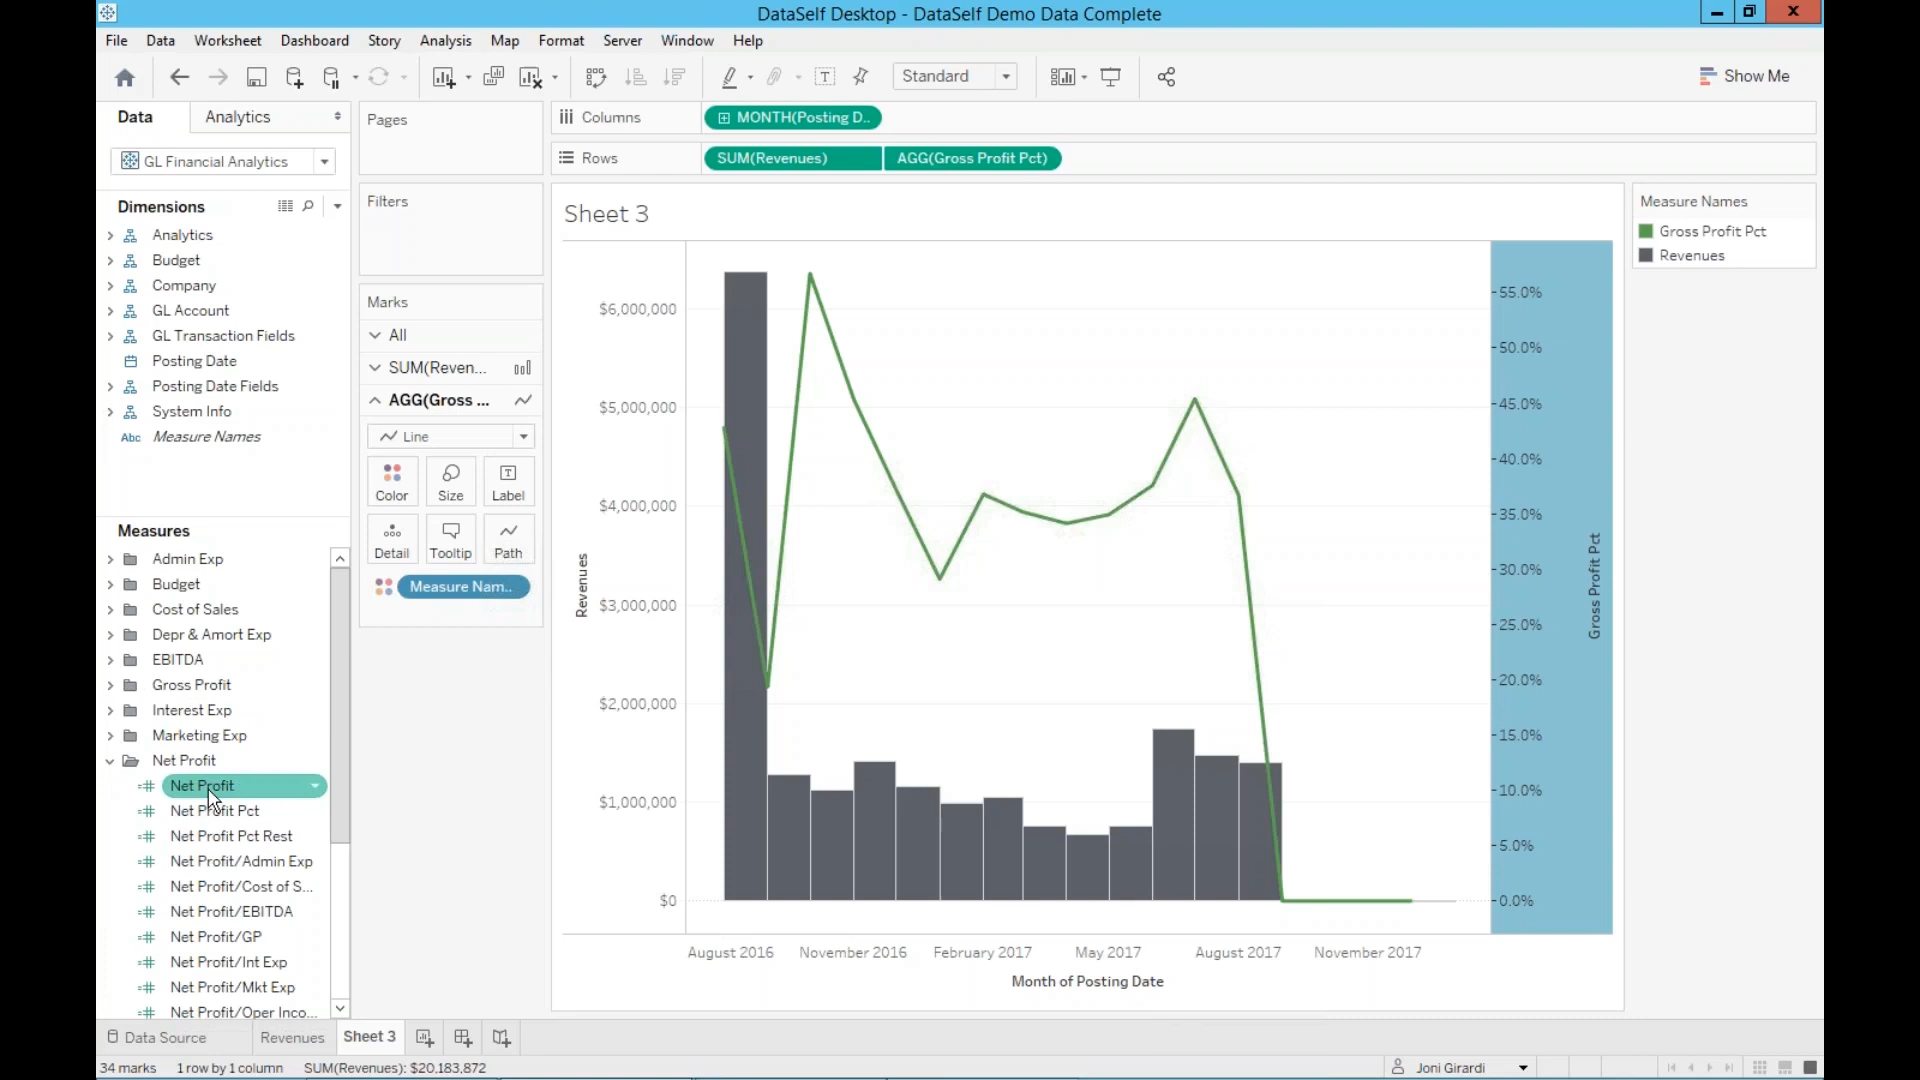 DataSelf Desktop - DataSelf Demo Data Complete
File Data Worksheet Dashboard Story Analysis Map Format Server Window Help
Standard
Show Me
Data Analytics
GL Financial Analytics
Dimensions
Analytics
Budget
Company
GL Account
GL Transaction Fields
Posting Date
Posting Date Fields
System Info
Abc Measure Names
Measures
Admin Exp
Budget
Cost of Sales
Depr & Amort Exp
EBITDA
Gross Profit
Interest Exp
Marketing Exp
Net Profit
Net Profit
Net Profit Pct
Net Profit Pct Rest
Net Profit/Admin Exp
Net Profit/Cost of S...
Net Profit/EBITDA
Net Profit/GP
Net Profit/Int Exp
Net Profit/Mkt Exp
Net Profit/Oper Inco...
Pages
Filters
Marks
All
SUM(Reven...
AGG(Gross ...
Line
Color Size Label
Detail Tooltip Path
Measure Nam..
Columns MONTH(Posting D..
Rows SUM(Revenues) AGG(Gross Profit Pct)
Sheet 3
Revenues
$6,000,000
$5,000,000
$4,000,000
$3,000,000
$2,000,000
$1,000,000
$0
55.0%
50.0%
45.0%
40.0%
35.0%
30.0%
25.0%
20.0%
15.0%
10.0%
5.0%
0.0%
Gross Profit Pct
August 2016 November 2016 February 2017 May 2017 August 2017 November 2017
Month of Posting Date
Measure Names
Gross Profit Pct
Revenues
Data Source Revenues Sheet 3
34 marks 1 row by 1 column SUM(Revenues): $20,183,872
Joni Girardi